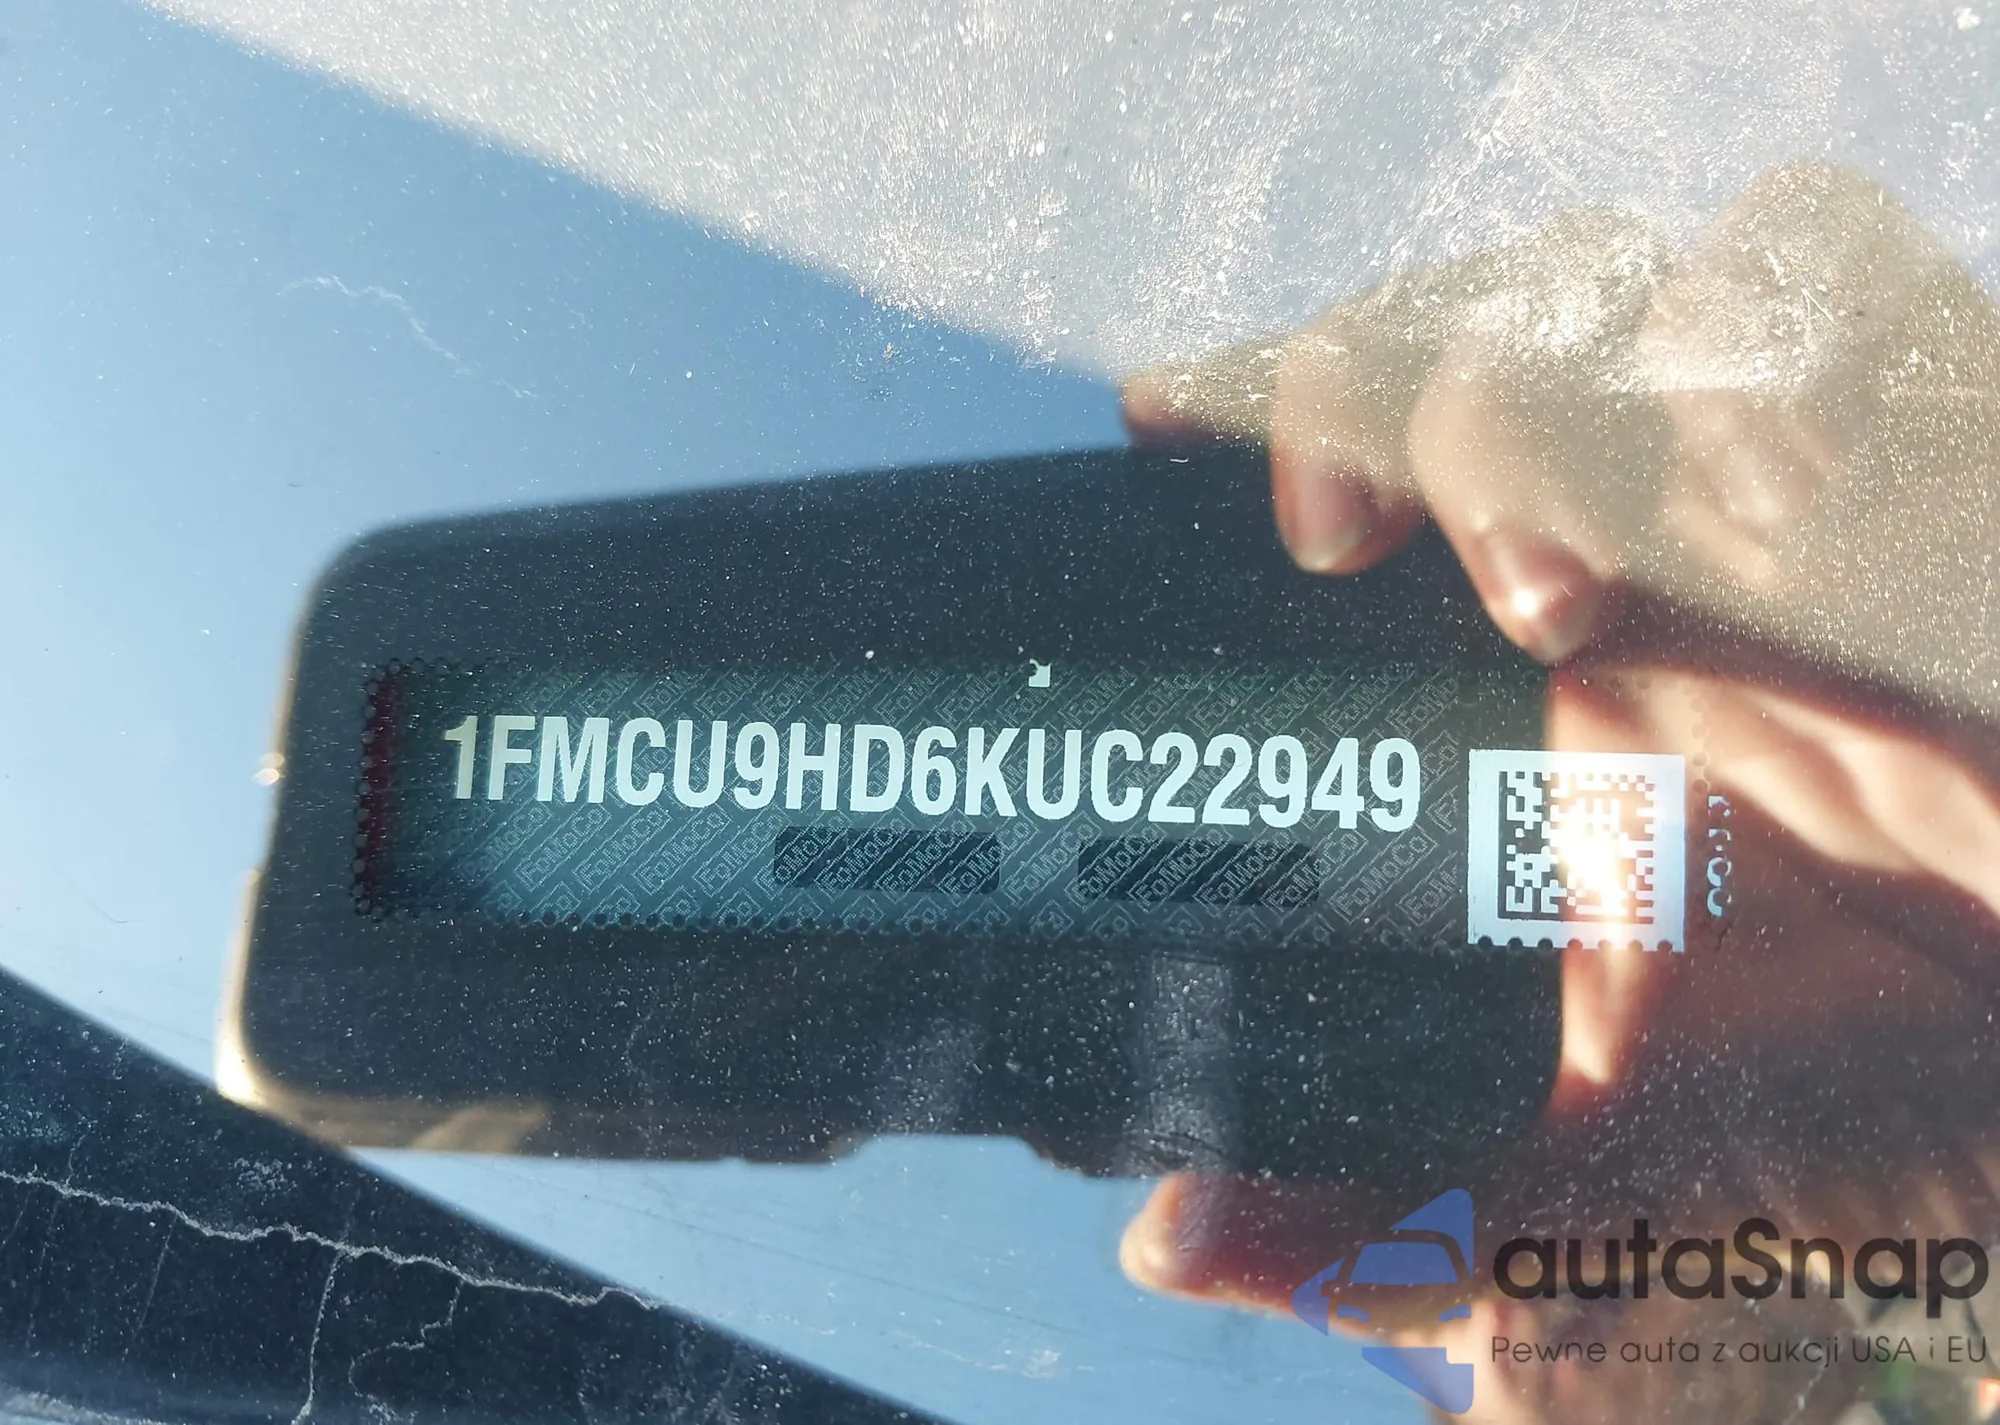 1FMCU9HD6KUC22949
autaSnap
Pewne auta z aukcji USA i EU